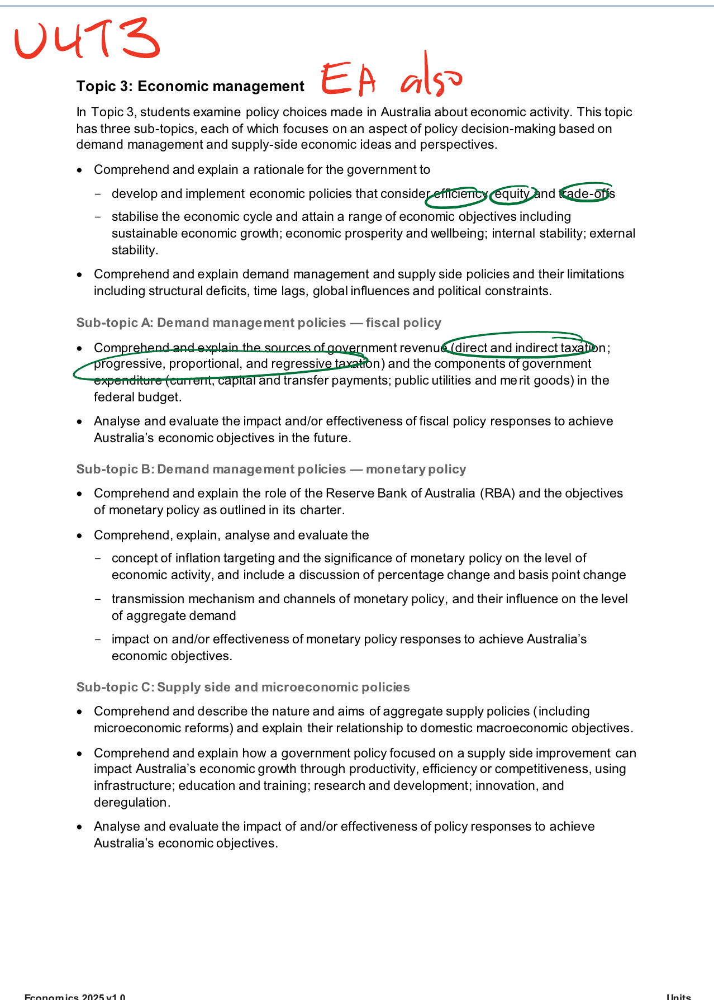 U4T3
EA also
Topic 3: Economic management
In Topic 3, students examine policy choices made in Australia about economic activity. This topic
has three sub-topics, each of which focuses on an aspect of policy decision-making based on
demand management and supply-side economic ideas and perspectives.
• Comprehend and explain a rationale for the government to
− develop and implement economic policies that consider efficiency, equity and trade-offs
− stabilise the economic cycle and attain a range of economic objectives including
sustainable economic growth; economic prosperity and wellbeing; internal stability; external
stability.
• Comprehend and explain demand management and supply side policies and their limitations
including structural deficits, time lags, global influences and political constraints.
Sub-topic A: Demand management policies — fiscal policy
• Comprehend and explain the sources of government revenue (direct and indirect taxation;
progressive, proportional, and regressive taxation) and the components of government
expenditure (current, capital and transfer payments; public utilities and merit goods) in the
federal budget.
• Analyse and evaluate the impact and/or effectiveness of fiscal policy responses to achieve
Australia’s economic objectives in the future.
Sub-topic B: Demand management policies — monetary policy
• Comprehend and explain the role of the Reserve Bank of Australia (RBA) and the objectives
of monetary policy as outlined in its charter.
• Comprehend, explain, analyse and evaluate the
− concept of inflation targeting and the significance of monetary policy on the level of
economic activity, and include a discussion of percentage change and basis point change
− transmission mechanism and channels of monetary policy, and their influence on the level
of aggregate demand
− impact on and/or effectiveness of monetary policy responses to achieve Australia’s
economic objectives.
Sub-topic C: Supply side and microeconomic policies
• Comprehend and describe the nature and aims of aggregate supply policies (including
microeconomic reforms) and explain their relationship to domestic macroeconomic objectives.
• Comprehend and explain how a government policy focused on a supply side improvement can
impact Australia’s economic growth through productivity, efficiency or competitiveness, using
infrastructure; education and training; research and development; innovation, and
deregulation.
• Analyse and evaluate the impact of and/or effectiveness of policy responses to achieve
Australia’s economic objectives.
Economics 2025 v1.0 Units